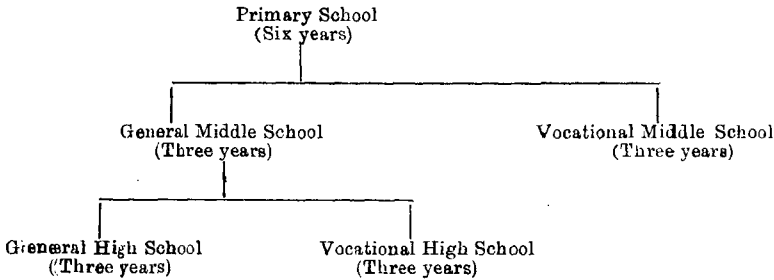 Primary School
(Six years)
General Middle School
(Three years)
Vocational Middle School
(Three years)
General High School
(Three years)
Vocational High School
(Three years)